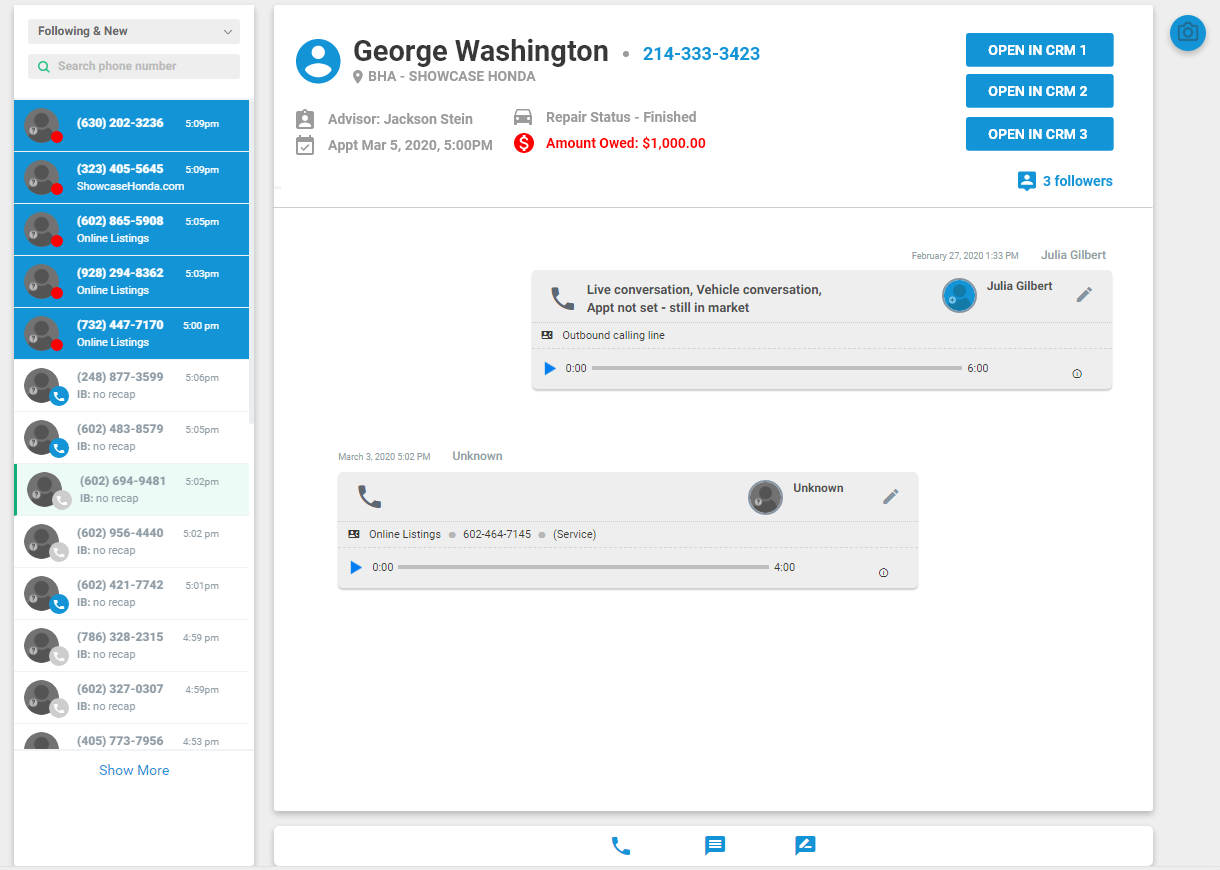 Following & New
Search phone number
(630) 202-3236 5:09pm
(323) 405-5645 5:09pm
ShowcaseHonda.com
(602) 865-5908 5:05pm
Online Listings
(928) 294-8362 5:03pm
Online Listings
(732) 447-7170 5:00 pm
Online Listings
(248) 877-3599 5:06pm
IB: no recap
(602) 483-8579 5:05pm
IB: no recap
(602) 694-9481 5:02pm
IB: no recap
(602) 956-4440 5:02 pm
IB: no recap
(602) 421-7742 5:01pm
IB: no recap
(786) 328-2315 4:59 pm
IB: no recap
(602) 327-0307 4:59pm
IB: no recap
(405) 773-7956 4:53 pm
Show More
George Washington • 214-333-3423
BHA - SHOWCASE HONDA
Advisor: Jackson Stein
Repair Status - Finished
Appt Mar 5, 2020, 5:00PM
$ Amount Owed: $1,000.00
OPEN IN CRM 1
OPEN IN CRM 2
OPEN IN CRM 3
3 followers
February 27, 2020 1:33 PM Julia Gilbert
Live conversation, Vehicle conversation,
Appt not set - still in market
Julia Gilbert
Outbound calling line
0:00 6:00
March 3, 2020 5:02 PM Unknown
Unknown
Online Listings • 602-464-7145 • (Service)
0:00 4:00